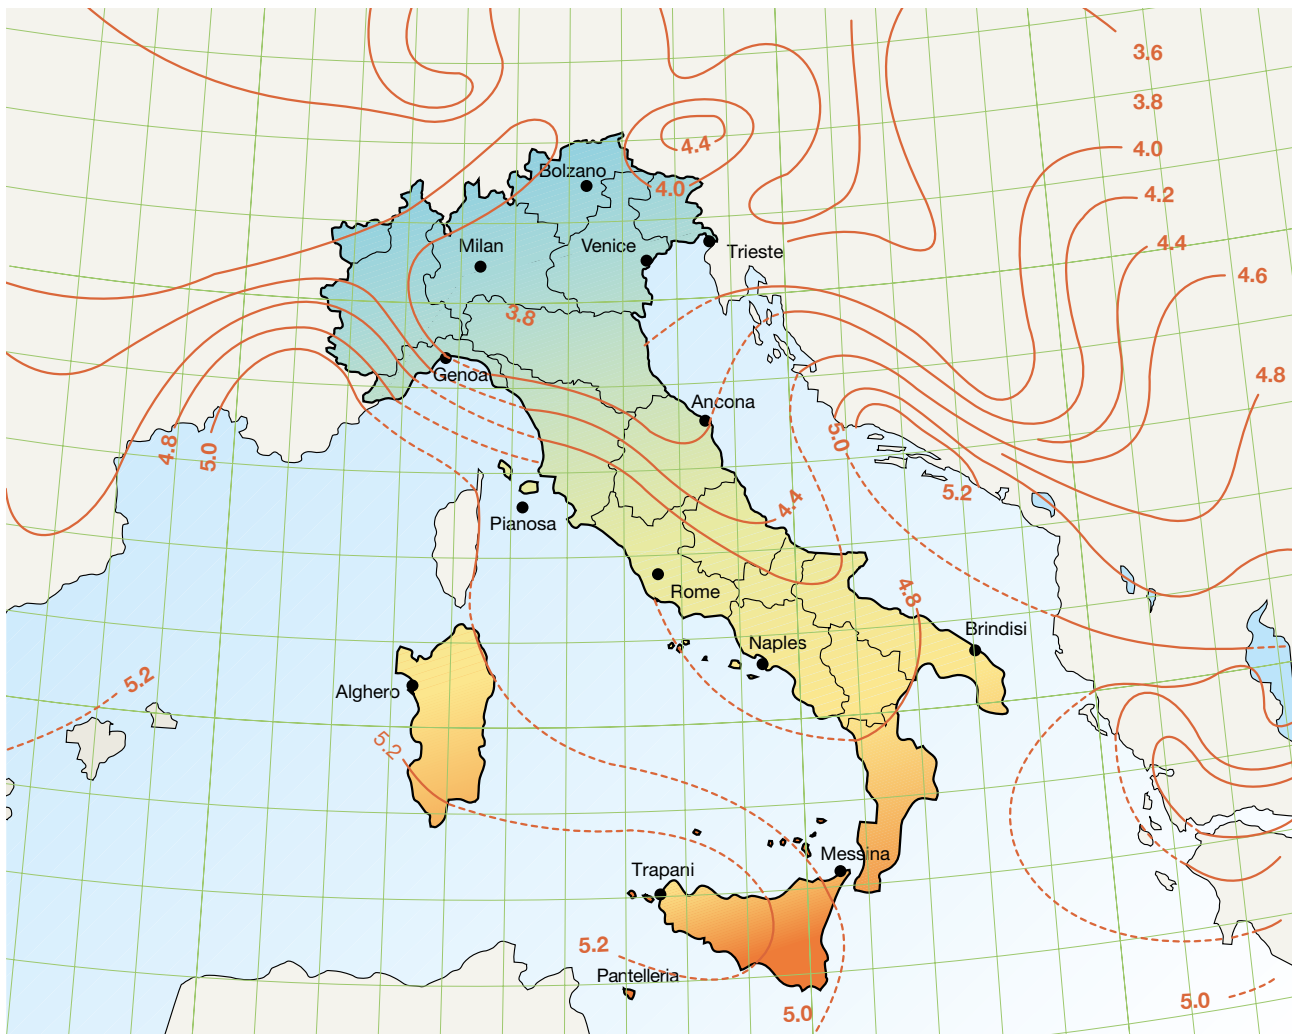 3.6
3.8
4.0
4.2
4.4
4.6
4.8
4.4
4.0
Bolzano
Milan
Venice
Trieste
3.8
Genoa
Ancona
4.8
5.0
5.0
5.2
4.4
Pianosa
Rome
4.8
Naples
Brindisi
5.2
Alghero
5.2
Messina
Trapani
5.2
Pantelleria
5.0
5.0